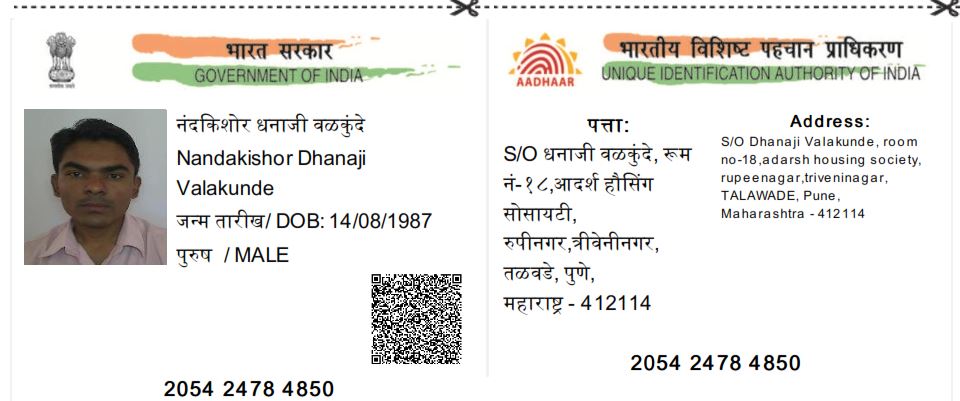 भारत सरकार
GOVERNMENT OF INDIA
नंदकिशोर धनाजी वळकुंदे
Nandakishor Dhanaji
Valakunde
जन्म तारीख/ DOB: 14/08/1987
पुरुष / MALE
2054 2478 4850
AADHAAR
भारतीय विशिष्ट पहचान प्राधिकरण
UNIQUE IDENTIFICATION AUTHORITY OF INDIA
पत्ता:
S/O धनाजी वळकुंदे, रूम
नं-१८,आदर्श हौसिंग
सोसायटी,
रुपीनगर,त्रीवेनीनगर,
तळवडे, पुणे,
महाराष्ट्र - 412114
Address:
S/O Dhanaji Valakunde, room
no-18,adarsh housing society,
rupeenagar,triveninagar,
TALAWADE, Pune,
Maharashtra - 412114
2054 2478 4850